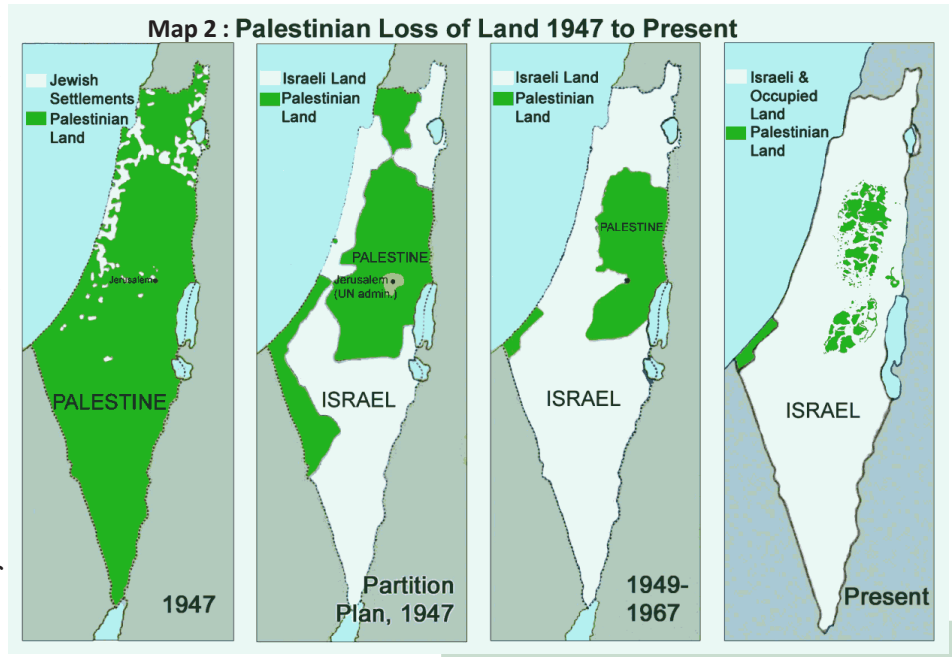 Map 2 : Palestinian Loss of Land 1947 to Present
Jewish
Settlements
Palestinian
Land
Jerusalem
PALESTINE
1947
Israeli Land
Palestinian
Land
PALESTINE
Jerusalem
(UN admin.)
ISRAEL
Partition
Plan, 1947
Israeli Land
Palestinian
Land
PALESTINE
ISRAEL
1949-
1967
Israeli &
Occupied
Land
Palestinian
Land
ISRAEL
Present